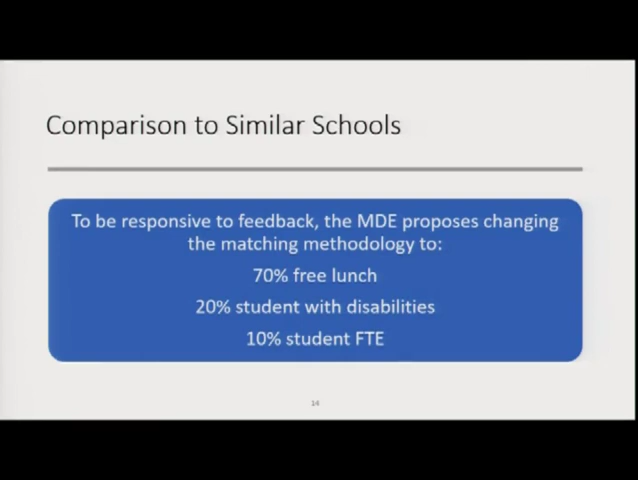 Comparison to Similar Schools
To be responsive to feedback, the MDE proposes changing
the matching methodology to:
70% free lunch
20% student with disabilities
10% student FTE
14